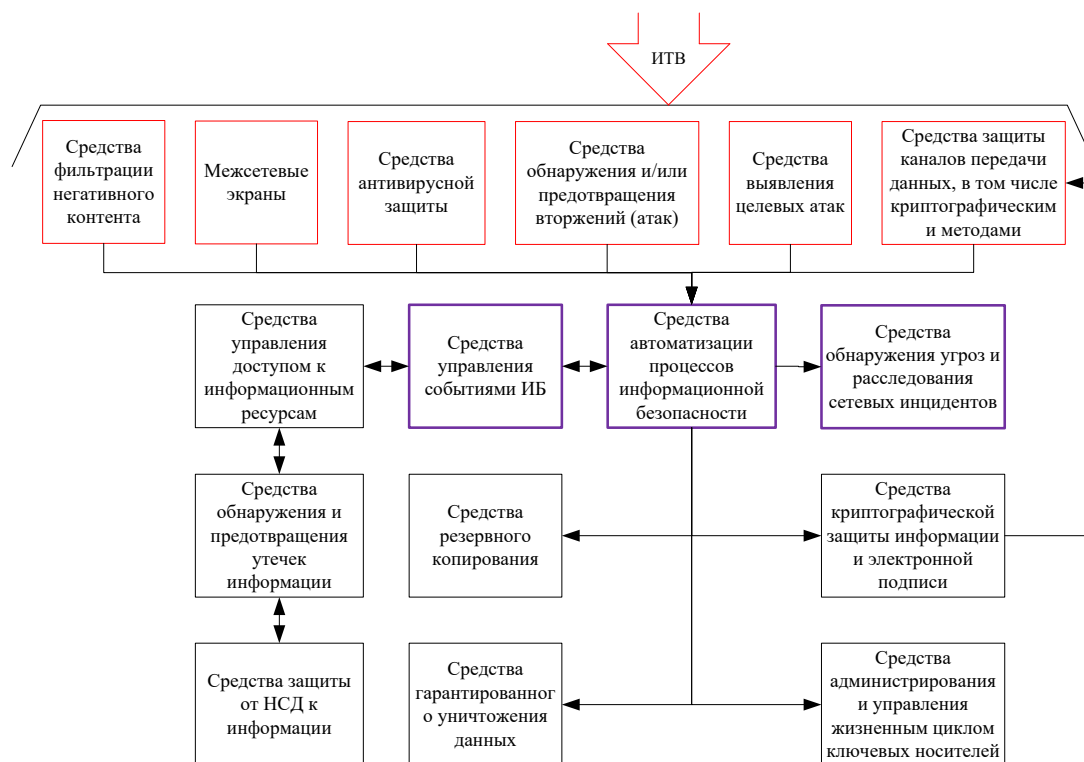 ИТВ
Средства
фильтрации
негативного
контента
Межсетевые
экраны
Средства
антивирусной
защиты
Средства
обнаружения и/или
предотвращения
вторжений (атак)
Средства
выявления
целевых атак
Средства защиты
каналов передачи
данных, в том числе
криптографическим
и методами
Средства
управления
доступом к
информационным
ресурсам
Средства
управления
событиями ИБ
Средства
автоматизации
процессов
информационной
безопасности
Средства
обнаружения угроз и
расследования
сетевых инцидентов
Средства
обнаружения и
предотвращения
утечек
информации
Средства
резервного
копирования
Средства
криптографической
защиты информации
и электронной
подписи
Средства защиты
от НСД к
информации
Средства
гарантированног
о уничтожения
данных
Средства
администрирования
и управления
жизненным циклом
ключевых носителей